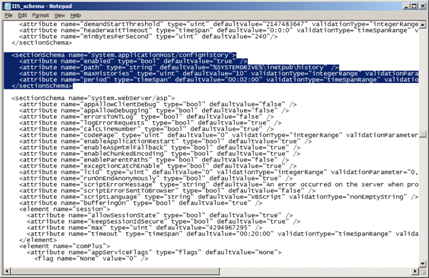 IIS_schema - Notepad
File Edit Format View Help
<attribute name="demandStartThreshold" type="uint" defaultValue="2147483647" validationType="integerRange
<attribute name="headerWaitTimeout" type="timeSpan" defaultValue="0:0:0" validationType="timeSpanRange" v
<attribute name="minBytesPerSecond" type="uint" defaultValue="240"/>
</sectionSchema>
<sectionSchema name="system.applicationHost/configHistory">
<attribute name="enabled" type="bool" defaultValue="true" />
<attribute name="path" type="string" defaultValue="%SYSTEMDRIVE%\inetpub\history" />
<attribute name="maxHistories" type="uint" defaultValue="10" validationType="integerRange" validationPara
<attribute name="period" type="timeSpan" defaultValue="00:02:00" validationType="timeSpanRange" validatio
</sectionSchema>
<sectionSchema name="system.webServer/asp">
<attribute name="appAllowClientDebug" type="bool" defaultValue="false" />
<attribute name="appAllowDebugging" type="bool" defaultValue="false" />
<attribute name="errorsToNTLog" type="bool" defaultValue="false" />
<attribute name="logErrorRequests" type="bool" defaultValue="true" />
<attribute name="calcLineNumber" type="bool" defaultValue="true" />
<attribute name="codePage" type="uint" defaultValue="0" validationType="integerRange" validationParameter
<attribute name="enableApplicationRestart" type="bool" defaultValue="true" />
<attribute name="enableAspHtmlFallback" type="bool" defaultValue="false" />
<attribute name="enableChunkedEncoding" type="bool" defaultValue="true" />
<attribute name="enableParentPaths" type="bool" defaultValue="false" />
<attribute name="exceptionCatchEnable" type="bool" defaultValue="true" />
<attribute name="lcid" type="uint" defaultValue="0" validationType="integerRange" validationParameter="0,
<attribute name="runOnEndAnonymously" type="bool" defaultValue="true" />
<attribute name="scriptErrorMessage" type="string" defaultValue="An error occurred on the server when pro
<attribute name="scriptErrorSentToBrowser" type="bool" defaultValue="false" />
<attribute name="scriptLanguage" type="string" defaultValue="VBScript" validationType="nonEmptyString" />
<attribute name="bufferingOn" type="bool" defaultValue="true" />
<element name="session">
<attribute name="allowSessionState" type="bool" defaultValue="true" />
<attribute name="keepSessionIdSecure" type="bool" defaultValue="true" />
<attribute name="max" type="uint" defaultValue="4294967295" />
<attribute name="timeout" type="timeSpan" defaultValue="00:20:00" validationType="timeSpanRange" valida
</element>
<element name="comPlus">
<attribute name="appServiceFlags" type="flags" defaultValue="None">
<flag name="None" value="0" />